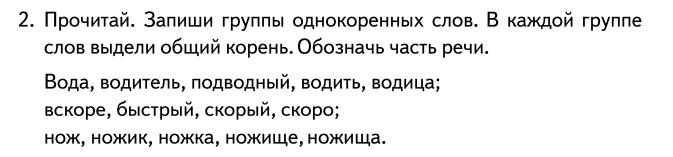 2. Прочитай. Запиши группы однокоренных слов. В каждой группе
слов выдели общий корень. Обозначь часть речи.
Вода, водитель, подводный, водить, водица;
вскоре, быстрый, скорый, скоро;
нож, ножик, ножка, ножище, ножища.